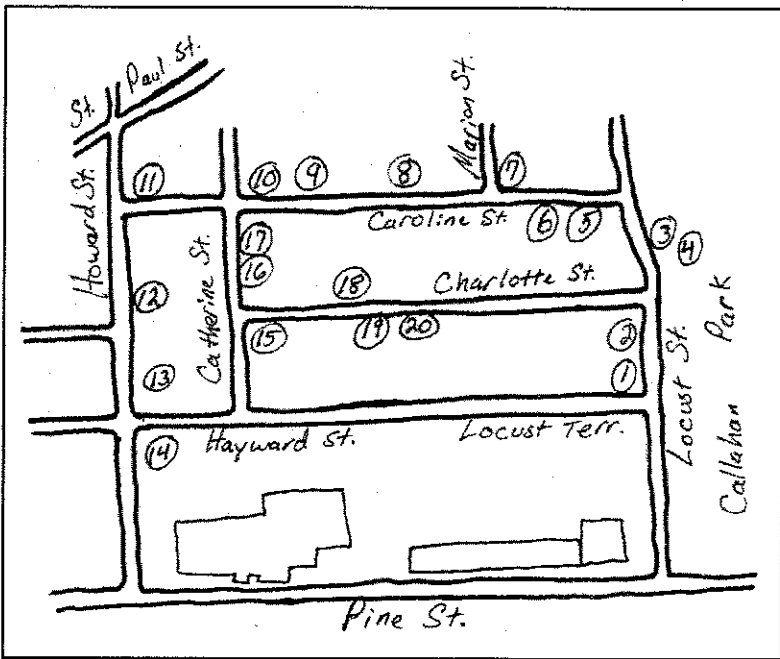 Paul St.
St.
Howard St.
Marion St.
11
10
9
8
7
Caroline St.
6
5
3
4
17
16
Catherine St.
12
18
Charlotte St.
15
19
20
2
1
13
Locust St.
Callahan Park
14
Hayward St.
Locust Terr.
Pine St.